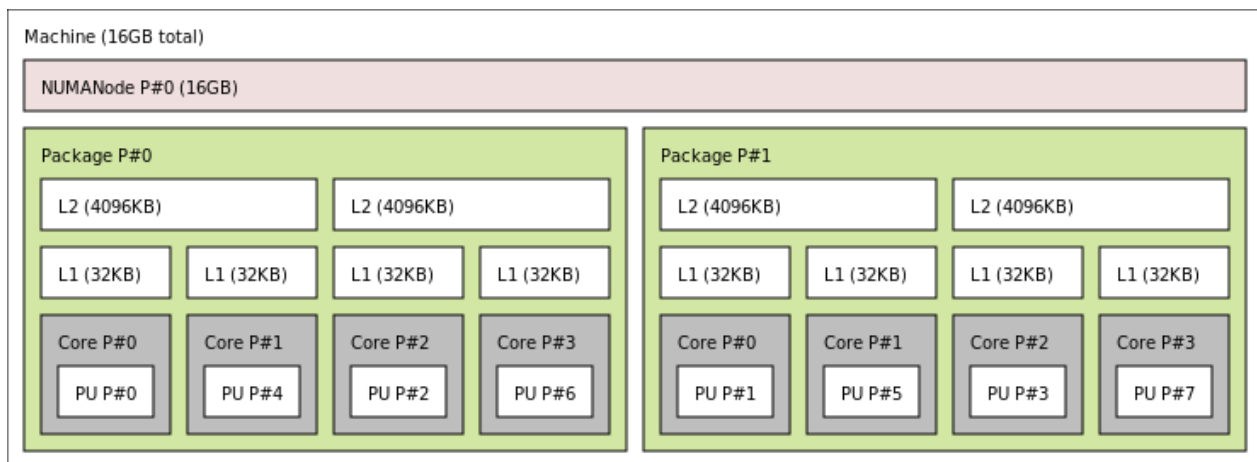 Machine (16GB total)
NUMANode P#0 (16GB)
Package P#0
L2 (4096KB)
L2 (4096KB)
L1 (32KB)
L1 (32KB)
L1 (32KB)
L1 (32KB)
Core P#0
Core P#1
Core P#2
Core P#3
PU P#0
PU P#4
PU P#2
PU P#6
Package P#1
L2 (4096KB)
L2 (4096KB)
L1 (32KB)
L1 (32KB)
L1 (32KB)
L1 (32KB)
Core P#0
Core P#1
Core P#2
Core P#3
PU P#1
PU P#5
PU P#3
PU P#7